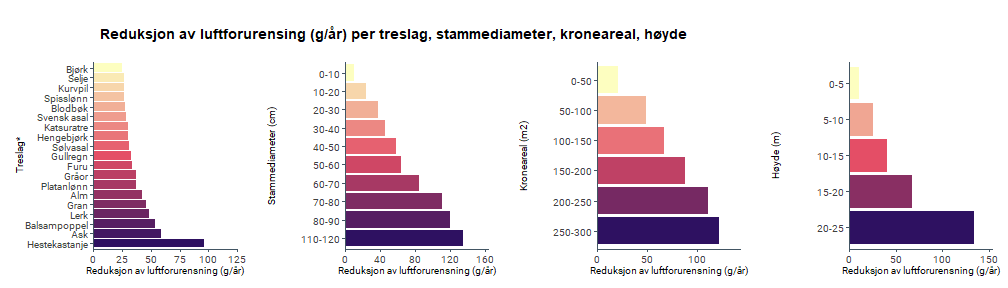 Reduksjon av luftforurensing (g/år) per treslag, stammediameter, kroneareal, høyde
Treslag*
Bjørk
Selje
Kurvpil
Spisslønn
Blodbøk
Svensk asal
Katsuratre
Hengebjørk
Sølvasal
Gullregn
Furu
Gråor
Platanlønn
Alm
Gran
Lerk
Balsampoppel
Ask
Hestekastanje
0 25 50 75 100 125
Reduksjon av luftforurensning (g/år)
Stammediameter (cm)
0-10
10-20
20-30
30-40
40-50
50-60
60-70
70-80
80-90
110-120
0 40 80 120 160
Reduksjon av luftforurensning (g/år)
Kroneareal (m2)
0-50
50-100
100-150
150-200
200-250
250-300
0 50 100
Reduksjon av luftforurensning (g/år)
Høyde (m)
0-5
5-10
10-15
15-20
20-25
0 50 100 150
Reduksjon av luftforurensning (g/år)